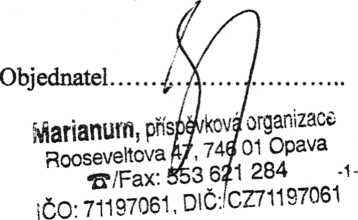 Objednatel……………………………..
Marianum, příspěvková organizace
Rooseveltova 47, 746 01 Opava
☎/Fax: 553 621 284
-1-
IČO: 71197061, DIČ: CZ71197061